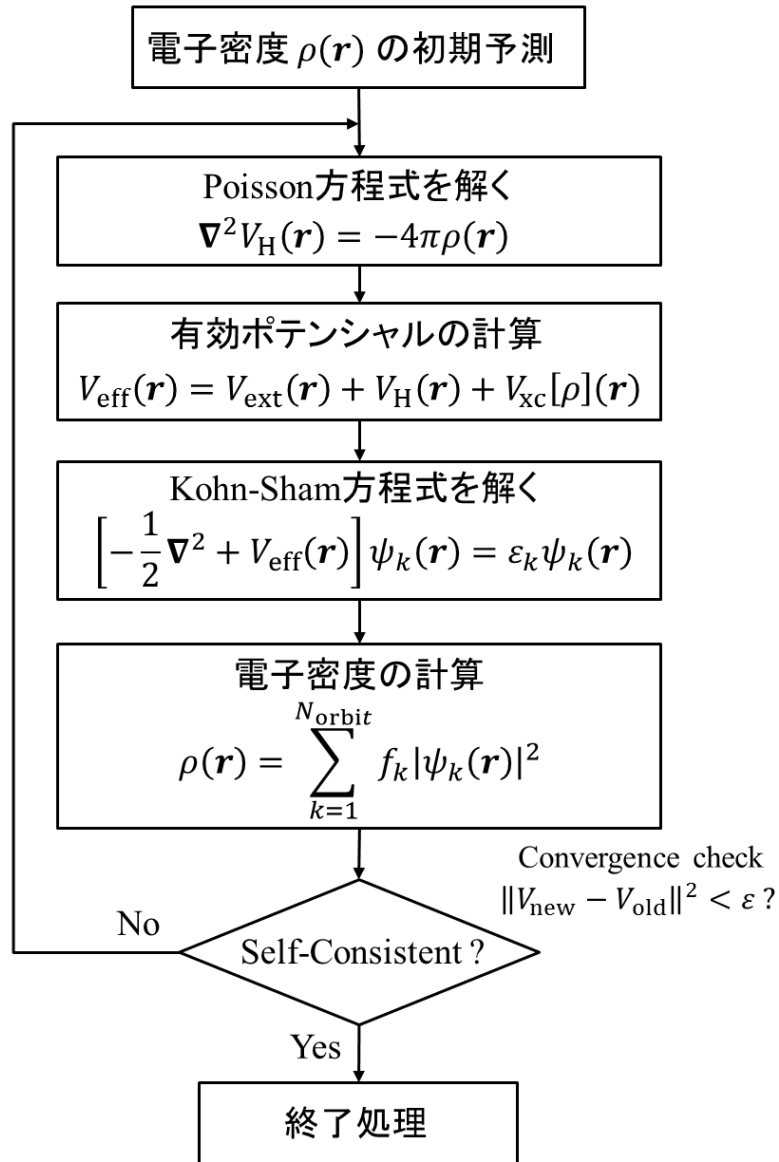 電子密度 ρ(r) の初期予測
Poisson方程式を解く
∇²V_H(r) = −4πρ(r)
有効ポテンシャルの計算
V_eff(r) = V_ext(r) + V_H(r) + V_xc[ρ](r)
Kohn-Sham方程式を解く
[−1/2 ∇² + V_eff(r)] ψ_k(r) = ε_k ψ_k(r)
電子密度の計算
ρ(r) = ∑_{k=1}^{N_orbit} f_k|ψ_k(r)|²
Convergence check
‖V_new − V_old‖² < ε ?
No
Self-Consistent ?
Yes
終了処理